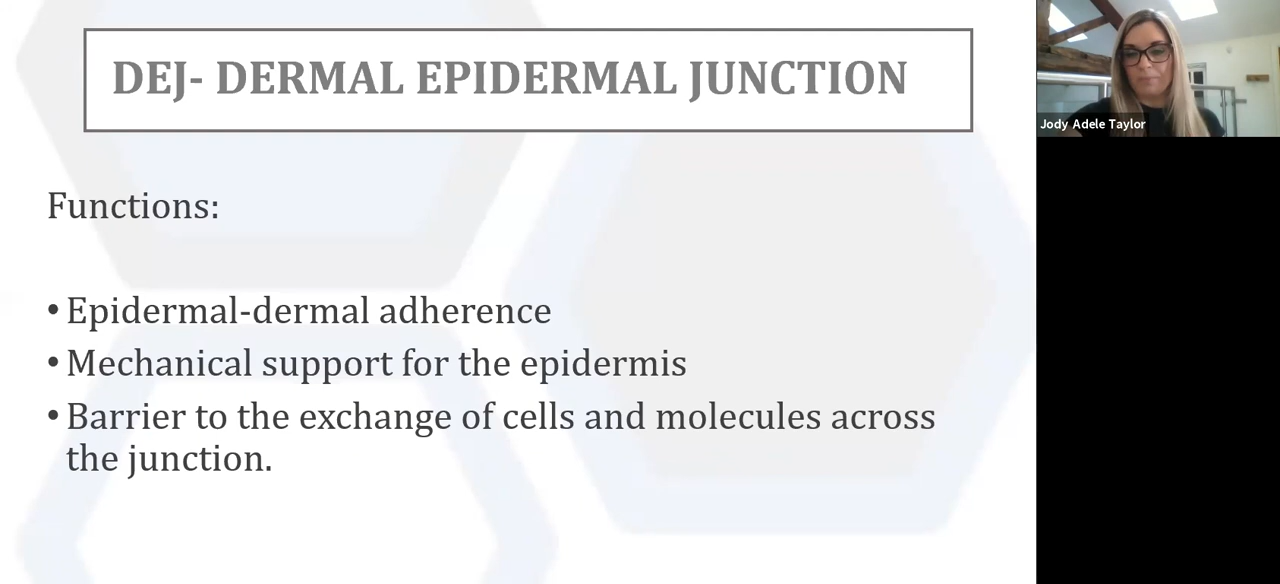 DEJ- DERMAL EPIDERMAL JUNCTION
Jody Adele Taylor
Functions:
• Epidermal-dermal adherence
• Mechanical support for the epidermis
• Barrier to the exchange of cells and molecules across
the junction.